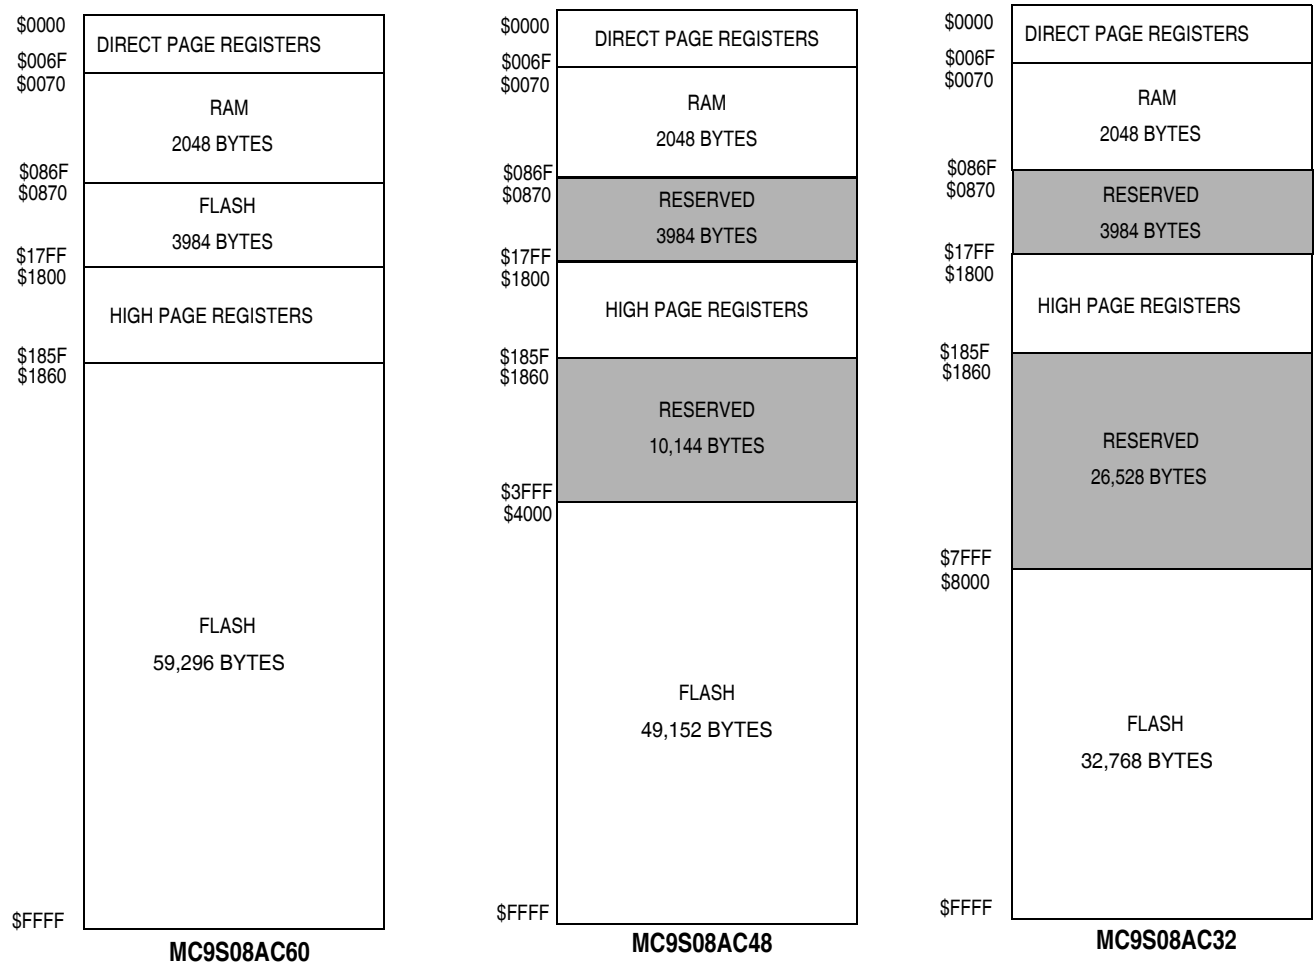 $0000
DIRECT PAGE REGISTERS
$006F
$0070
RAM
2048 BYTES
$086F
$0870
FLASH
3984 BYTES
$17FF
$1800
HIGH PAGE REGISTERS
$185F
$1860
FLASH
59,296 BYTES
$FFFF
MC9S08AC60
$0000
DIRECT PAGE REGISTERS
$006F
$0070
RAM
2048 BYTES
$086F
$0870
RESERVED
3984 BYTES
$17FF
$1800
HIGH PAGE REGISTERS
$185F
$1860
RESERVED
10,144 BYTES
$3FFF
$4000
FLASH
49,152 BYTES
$FFFF
MC9S08AC48
$0000
DIRECT PAGE REGISTERS
$006F
$0070
RAM
2048 BYTES
$086F
$0870
RESERVED
3984 BYTES
$17FF
$1800
HIGH PAGE REGISTERS
$185F
$1860
RESERVED
26,528 BYTES
$7FFF
$8000
FLASH
32,768 BYTES
$FFFF
MC9S08AC32